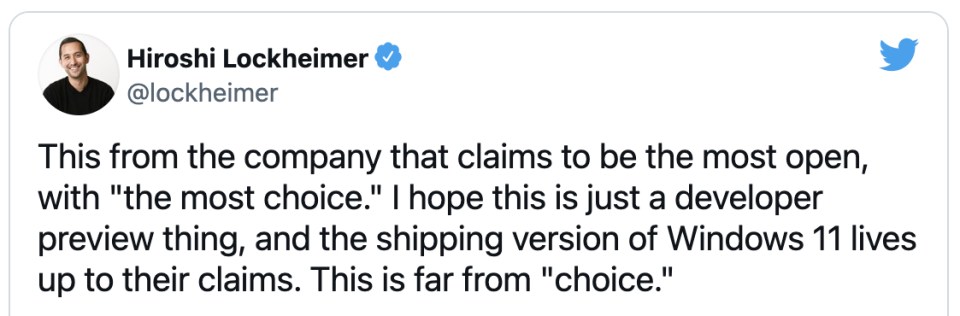 Hiroshi Lockheimer
@lockheimer
This from the company that claims to be the most open,
with "the most choice." I hope this is just a developer
preview thing, and the shipping version of Windows 11 lives
up to their claims. This is far from "choice."